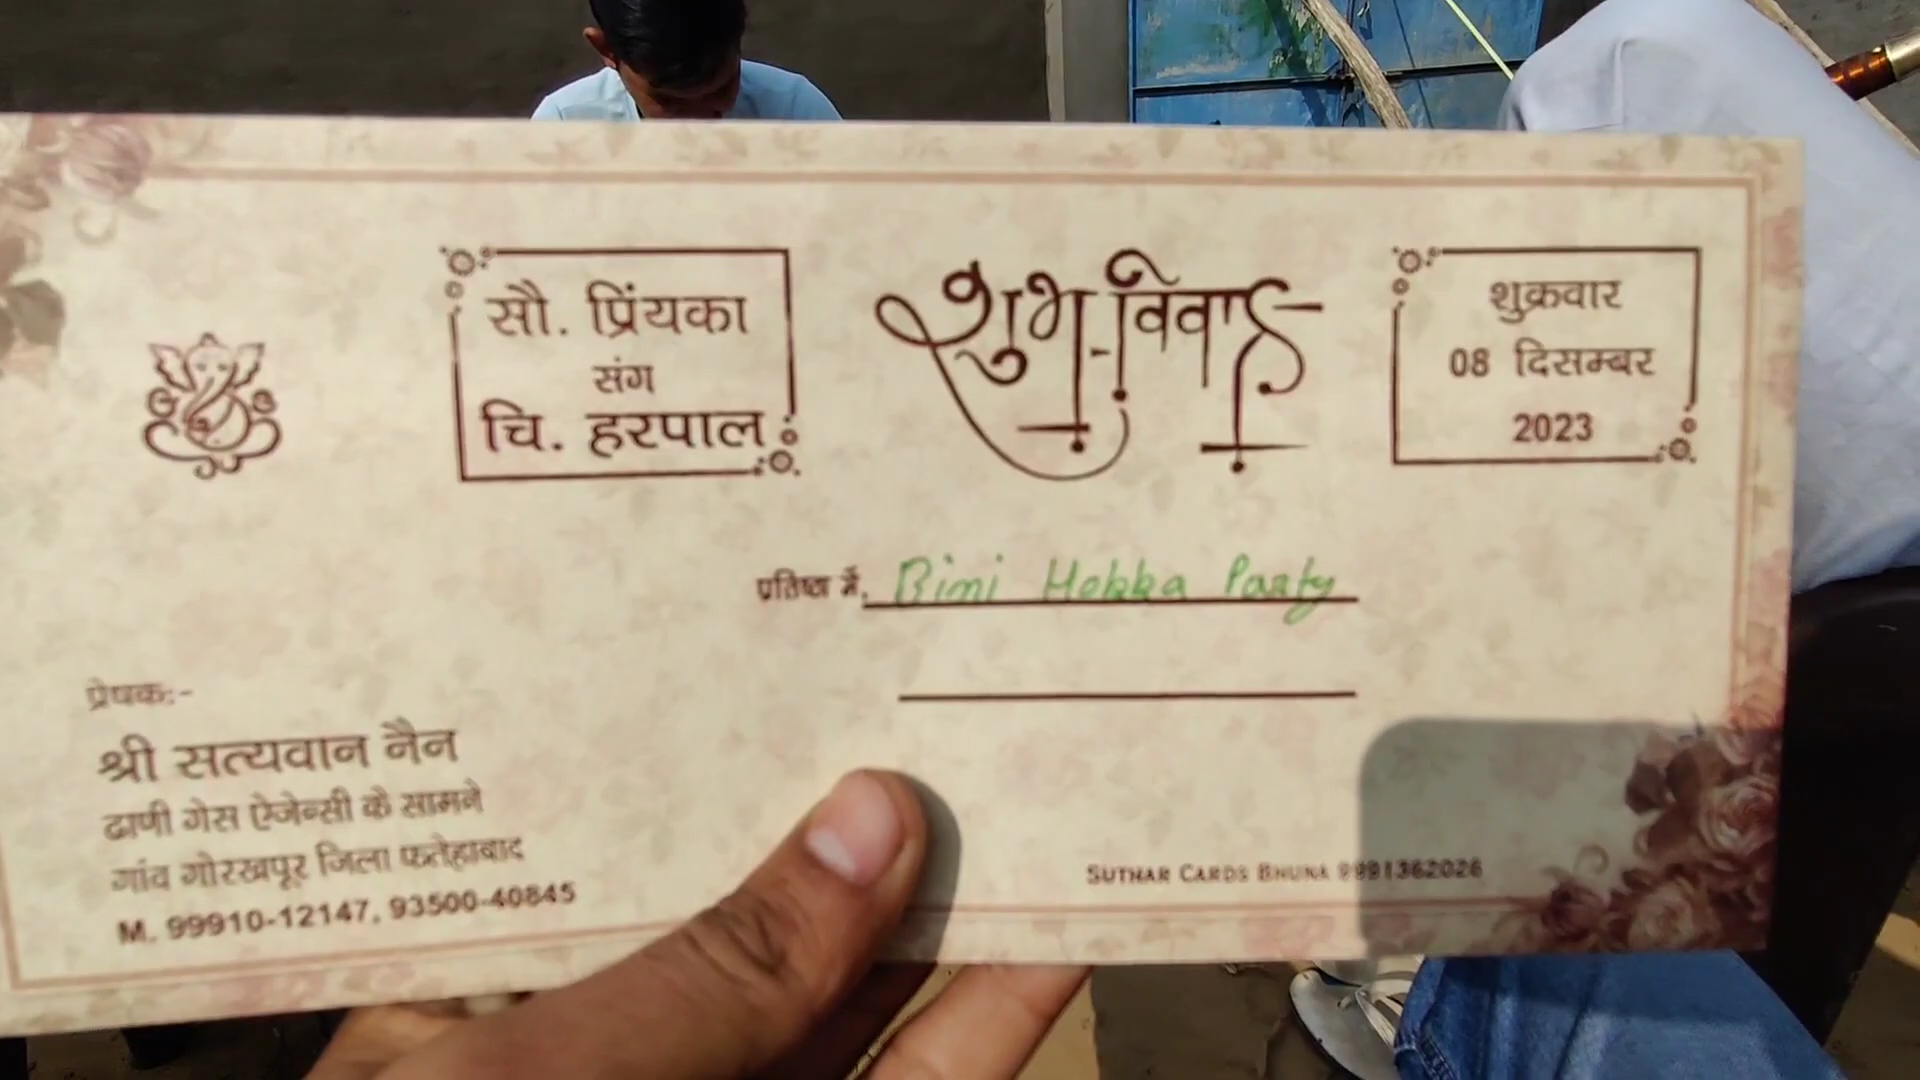 सौ. प्रिंयका
संग
चि. हरपाल
शुभ-विवाह
शुक्रवार
08 दिसम्बर
2023
प्रतिष्ठा में, Bimi Hokka Party
प्रेषक:-
श्री सत्यवान नैन
ढाणी गेस ऐजेन्सी के सामने
गांव गोरखपूर जिला फतेहाबाद
M. 99910-12147, 93500-40845
SUTHAR CARDS BHUNA 9991362026